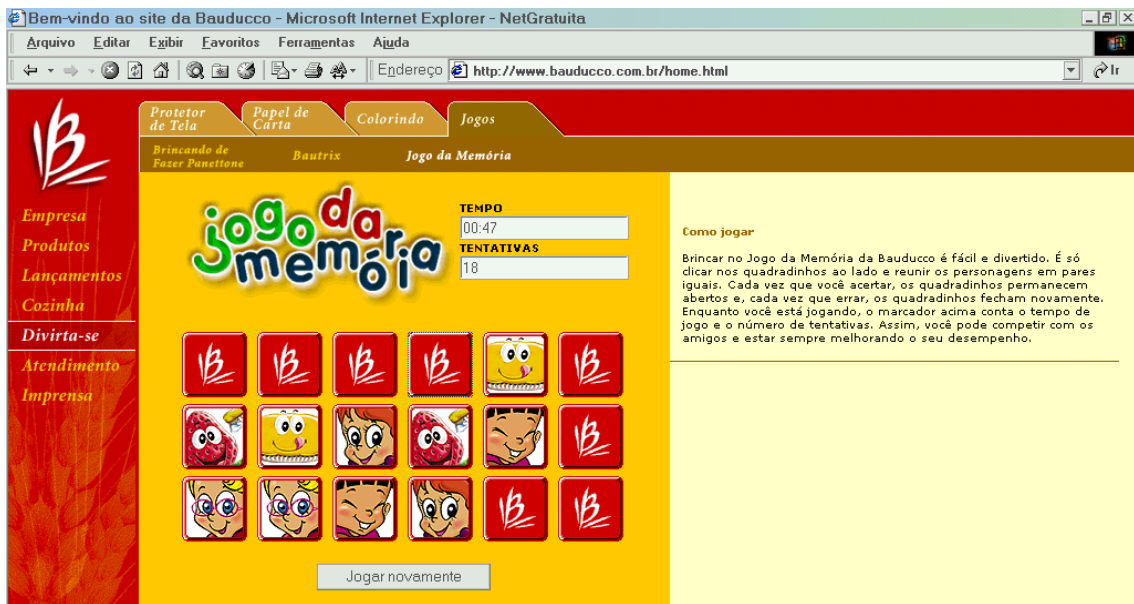 Bem-vindo ao site da Bauducco - Microsoft Internet Explorer - NetGratuita
Arquivo Editar Exibir Favoritos Ferramentas Ajuda
Endereço http://www.bauducco.com.br/home.html Ir
Protetor de Tela
Papel de Carta
Colorindo
Jogos
Brincando de Fazer Panettone
Bautrix
Jogo da Memória
Empresa
Produtos
Lançamentos
Cozinha
Divirta-se
Atendimento
Imprensa
jogo da
memória
TEMPO
00:47
TENTATIVAS
18
Jogar novamente
Como jogar
Brincar no Jogo da Memória da Bauducco é fácil e divertido. É só
clicar nos quadradinhos ao lado e reunir os personagens em pares
iguais. Cada vez que você acertar, os quadradinhos permanecem
abertos e, cada vez que errar, os quadradinhos fecham novamente.
Enquanto você está jogando, o marcador acima conta o tempo de
jogo e o número de tentativas. Assim, você pode competir com os
amigos e estar sempre melhorando o seu desempenho.